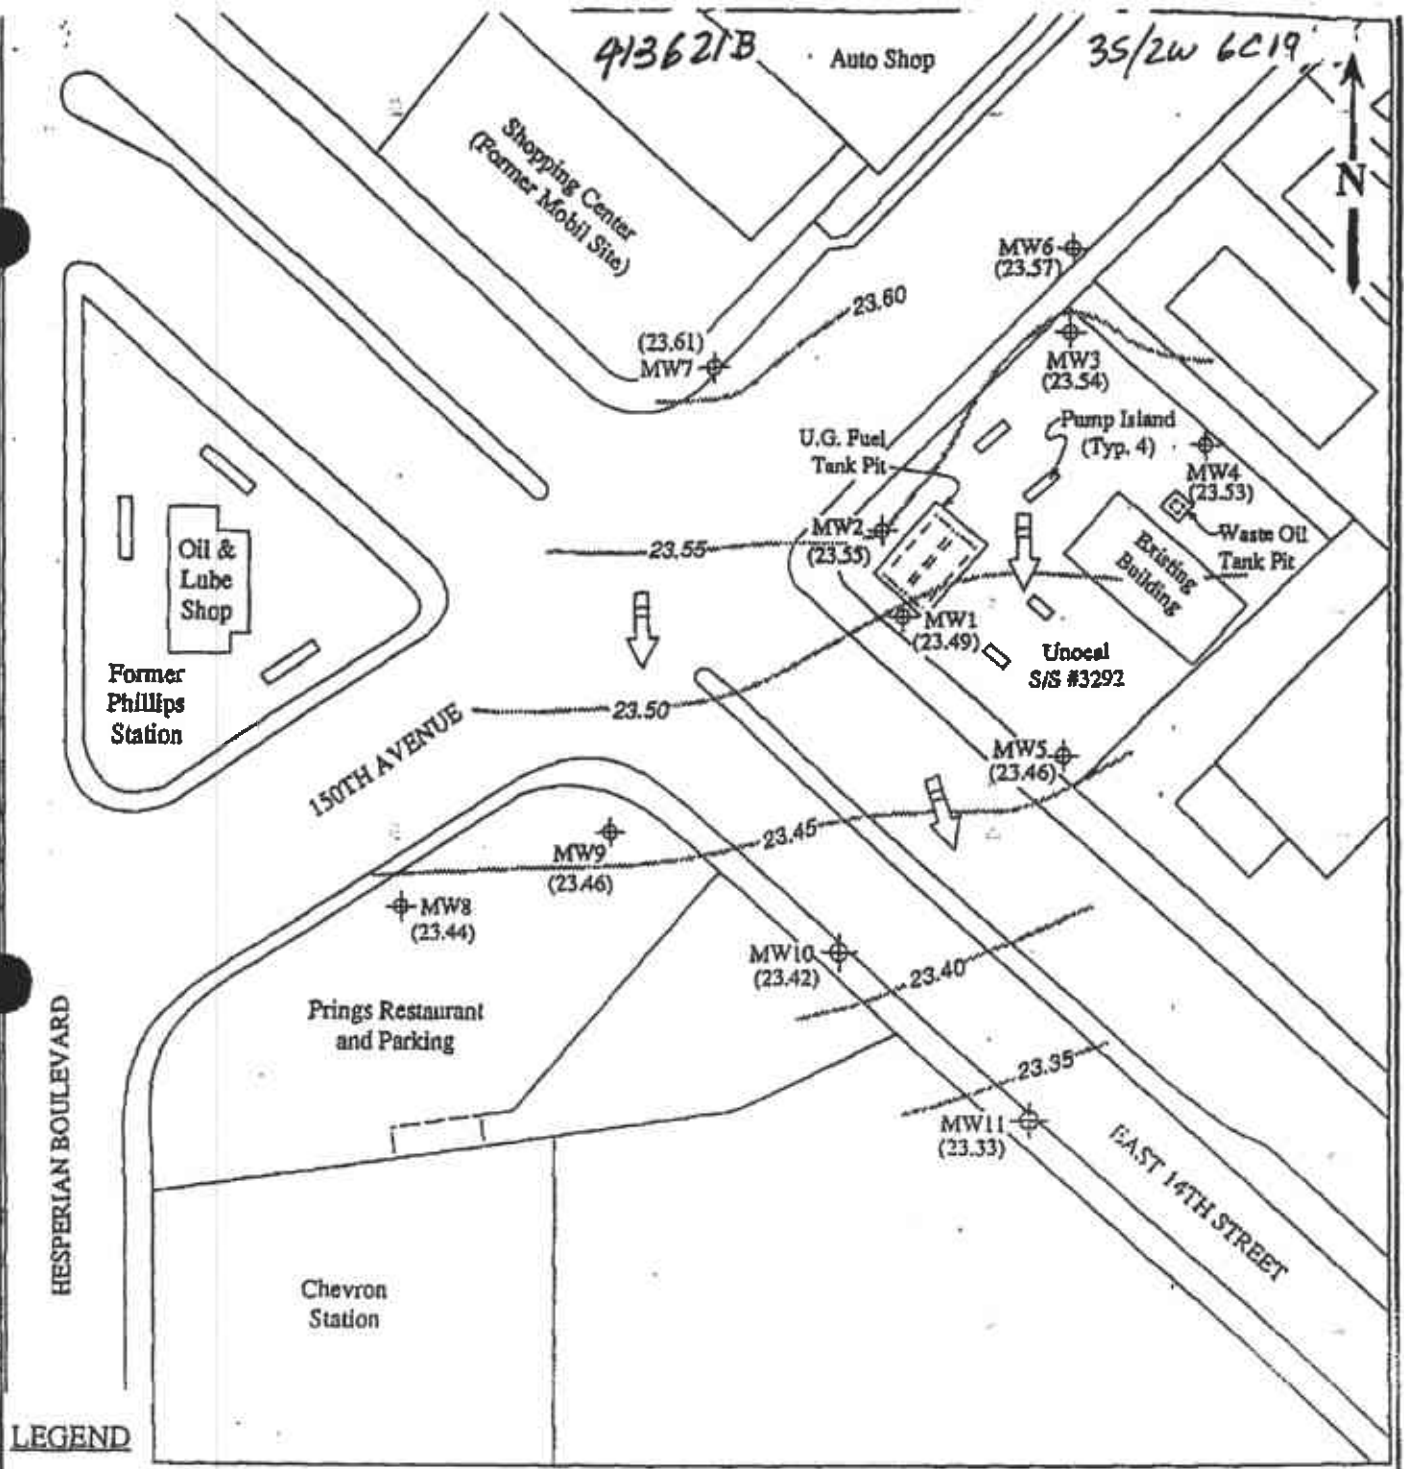 413621B
3S/2W 6C19
Auto Shop
N
Shopping Center
(Former Mobil Site)
MW6
(23.57)
23.60
(23.61)
MW7
MW3
(23.54)
U.G. Fuel
Tank Pit
Pump Island
(Typ. 4)
MW4
(23.53)
Waste Oil
Tank Pit
MW2
(23.55)
23.55
Existing
Building
Oil &
Lube
Shop
MW1
(23.49)
Unocal
S/S #3292
Former
Phillips
Station
23.50
150TH AVENUE
MW5
(23.46)
23.45
MW9
(23.46)
MW8
(23.44)
MW10
(23.42)
23.40
Prings Restaurant
and Parking
23.35
MW11
(23.33)
HESPERIAN BOULEVARD
EAST 14TH STREET
Chevron
Station
LEGEND